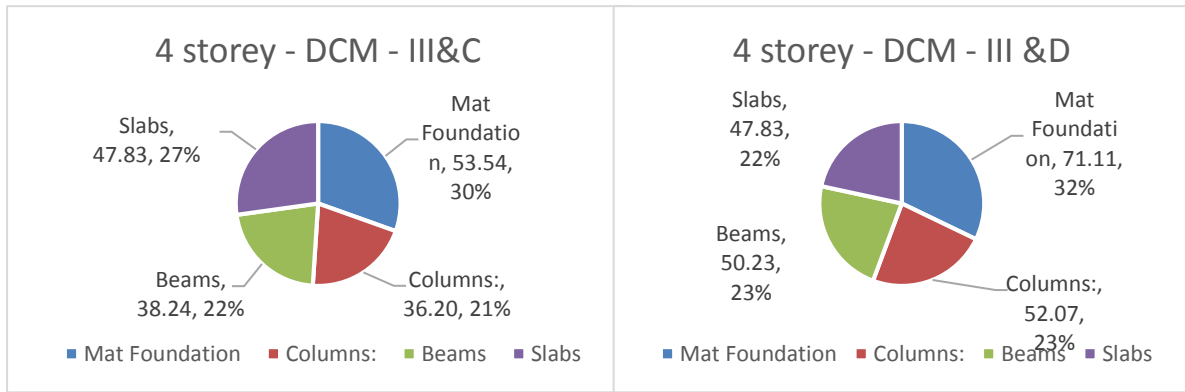 4 storey - DCM - III&C
Mat
Foundatio
n, 53.54,
30%
Columns:,
36.20, 21%
Beams,
38.24, 22%
Slabs,
47.83, 27%
Mat Foundation Columns: Beams Slabs
4 storey - DCM - III &D
Mat
Foundati
on, 71.11,
32%
Columns:,
52.07,
23%
Beams,
50.23,
23%
Slabs,
47.83,
22%
Mat Foundation Columns: Beams Slabs